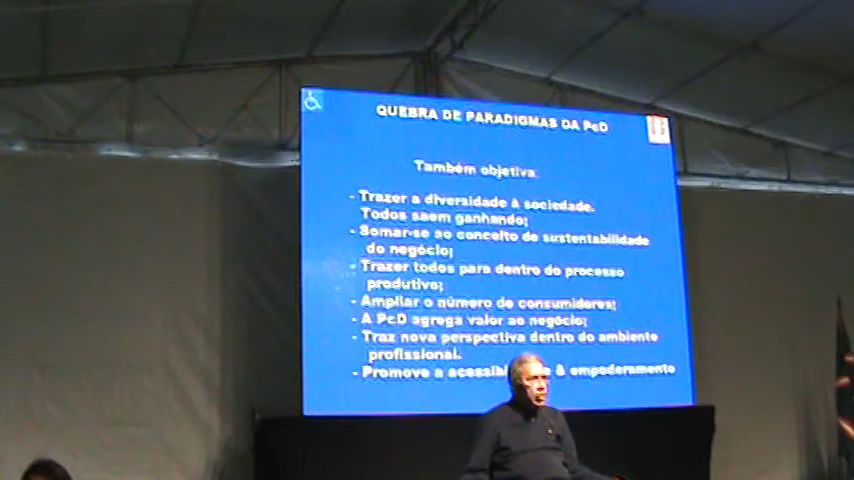 QUEBRA DE PARADIGMAS DA PcD
Também objetiva:
- Trazer a diversidade à sociedade.
Todos saem ganhando;
- Somar-se ao conceito de sustentabilidade
do negócio;
- Trazer todos para dentro do processo
produtivo;
- Ampliar o número de consumidores;
- A PcD agrega valor ao negócio;
- Traz nova perspectiva dentro do ambiente
profissional.
- Promove a & empoderamento